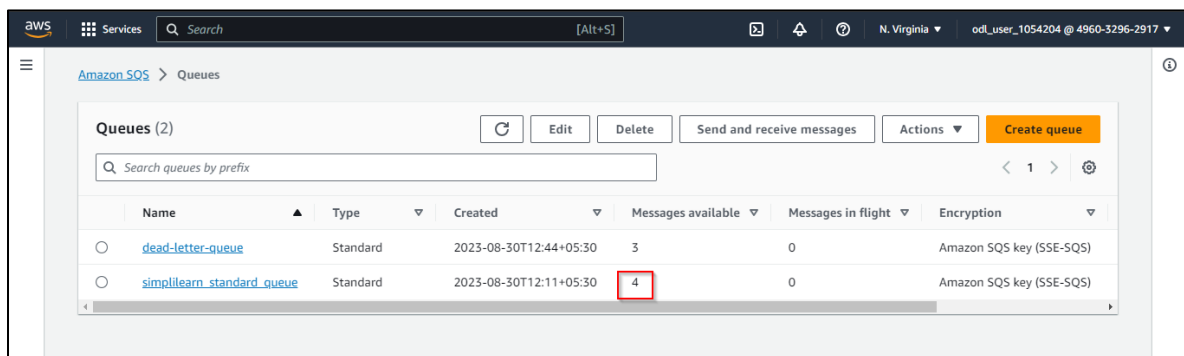 aws Services Search [Alt+S] N. Virginia ▼ odl_user_1054204 @ 4960-3296-2917 ▼
Amazon SQS > Queues
Queues (2) Edit Delete Send and receive messages Actions ▼ Create queue
Search queues by prefix < 1 >
Name Type Created Messages available Messages in flight Encryption
dead-letter-queue Standard 2023-08-30T12:44+05:30 3 0 Amazon SQS key (SSE-SQS)
simplilearn_standard_queue Standard 2023-08-30T12:11+05:30 4 0 Amazon SQS key (SSE-SQS)